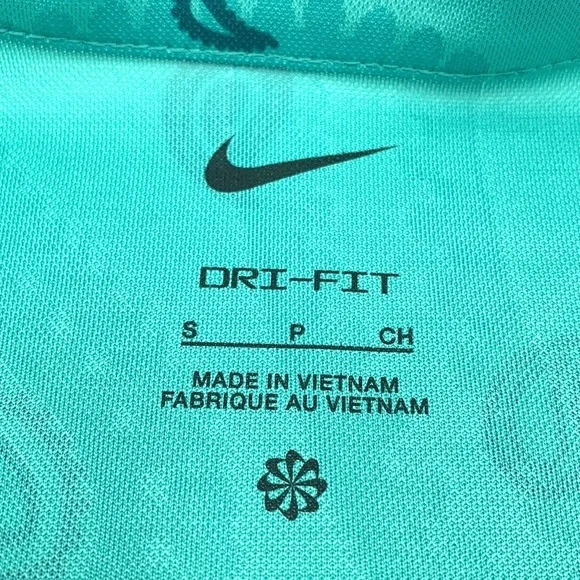 DRI-FIT
S P CH
MADE IN VIETNAM
FABRIQUE AU VIETNAM